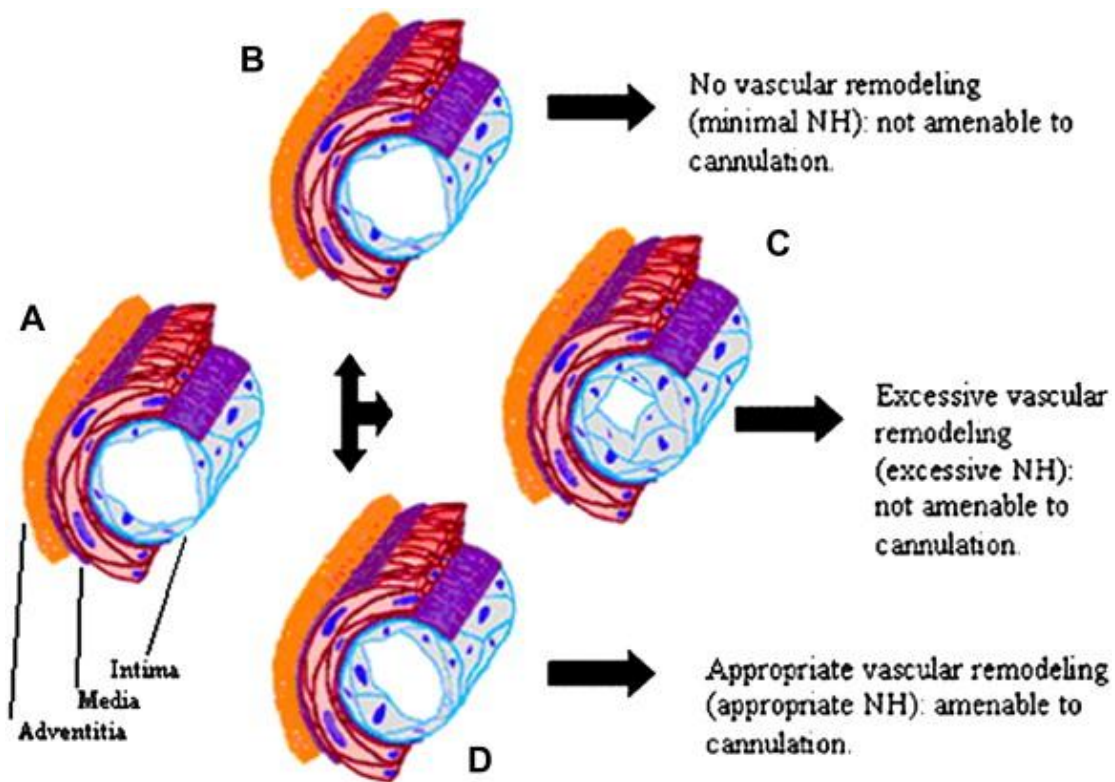 B
No vascular remodeling
(minimal NH): not amenable to
cannulation.
C
A
Excessive vascular
remodeling
(excessive NH):
not amenable to
cannulation.
Intima
Media
Adventitia
Appropriate vascular remodeling
(appropriate NH): amenable to
cannulation.
D